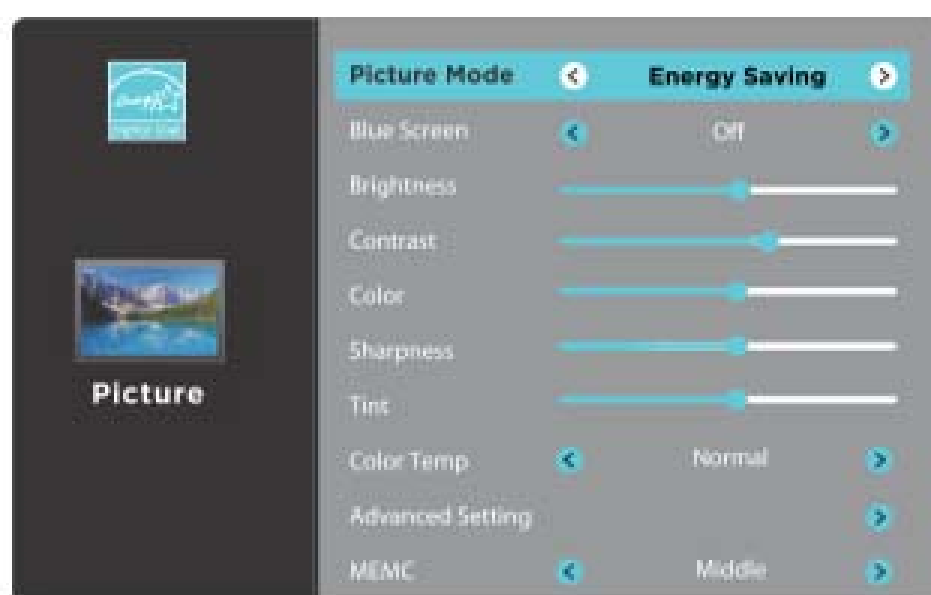 Picture Mode Energy Saving
Blue Screen Off
Brightness
Contrast
Color
Sharpness
Tint
Color Temp Normal
Advanced Setting
MEMC Middle
Picture